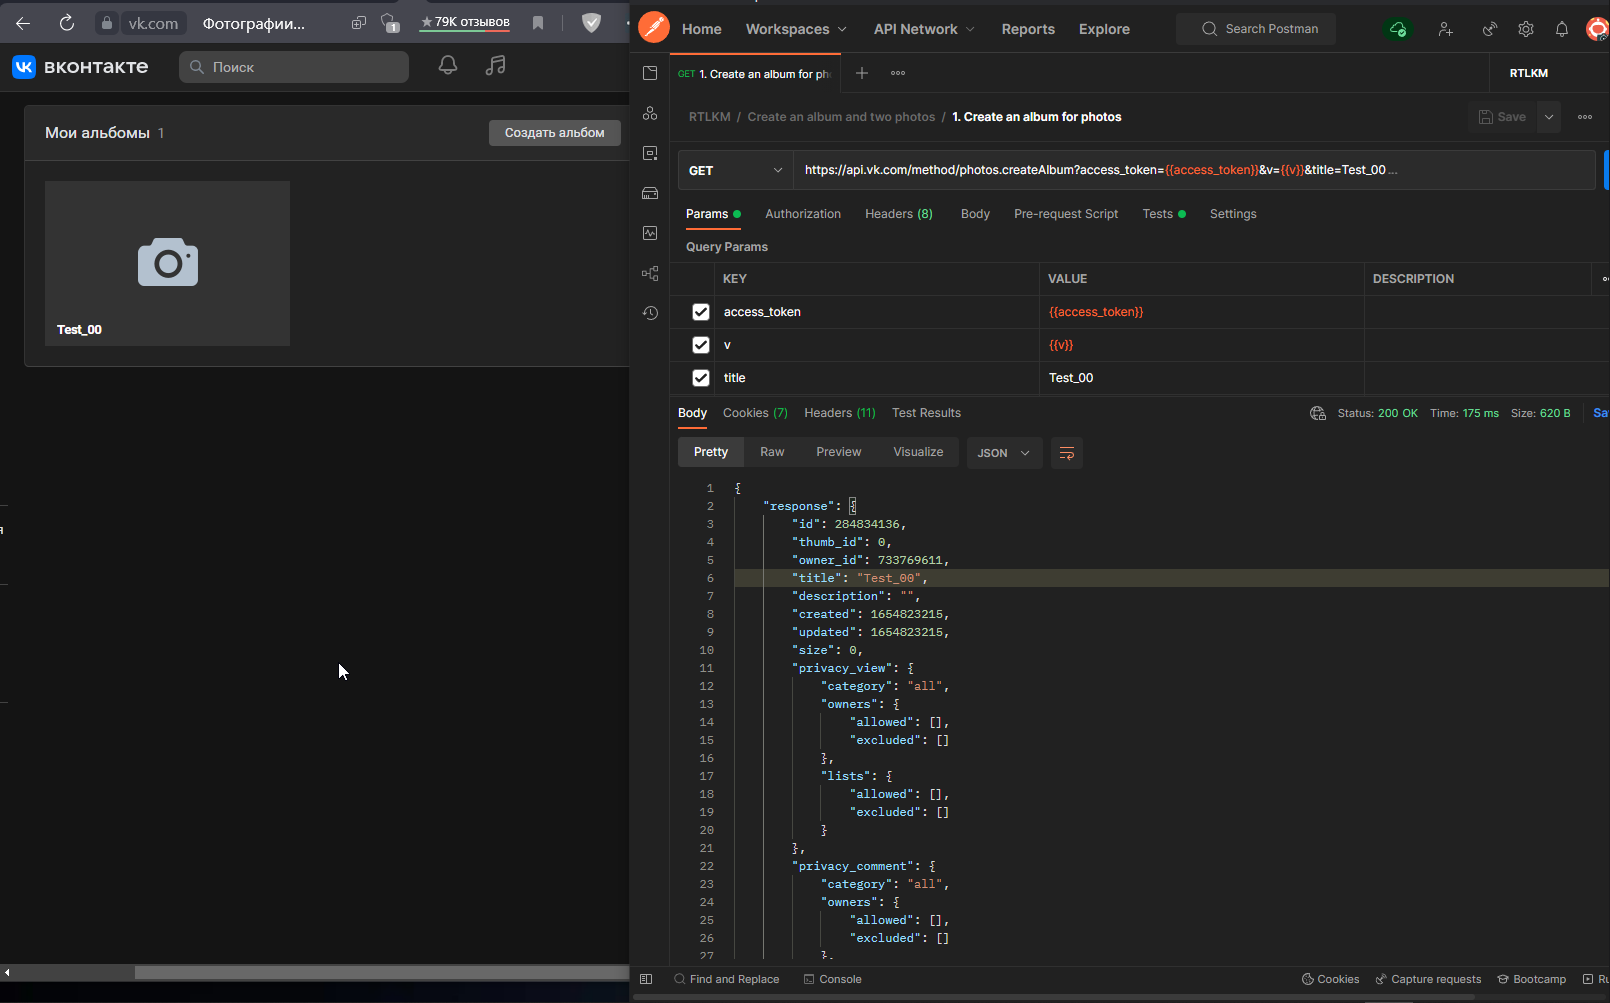 vk.com Фотографии... 1 ★ 79K отзывов
вконтакте Поиск
Мои альбомы 1 Создать альбом
Test_00
я
Home Workspaces API Network Reports Explore Search Postman
GET 1. Create an album for pho RTLKM
RTLKM / Create an album and two photos / 1. Create an album for photos Save
GET https://api.vk.com/method/photos.createAlbum?access_token={{access_token}}&v={{v}}&title=Test_00...
Params Authorization Headers (8) Body Pre-request Script Tests Settings
Query Params
KEY VALUE DESCRIPTION
access_token {{access_token}}
v {{v}}
title Test_00
Body Cookies (7) Headers (11) Test Results Status: 200 OK Time: 175 ms Size: 620 B Sa
Pretty Raw Preview Visualize JSON
1 {
2 "response": {
3 "id": 284834136,
4 "thumb_id": 0,
5 "owner_id": 733769611,
6 "title": "Test_00",
7 "description": "",
8 "created": 1654823215,
9 "updated": 1654823215,
10 "size": 0,
11 "privacy_view": {
12 "category": "all",
13 "owners": {
14 "allowed": [],
15 "excluded": []
16 },
17 "lists": {
18 "allowed": [],
19 "excluded": []
20 }
21 },
22 "privacy_comment": {
23 "category": "all",
24 "owners": {
25 "allowed": [],
26 "excluded": []
27 },
Find and Replace Console Cookies Capture requests Bootcamp Ru